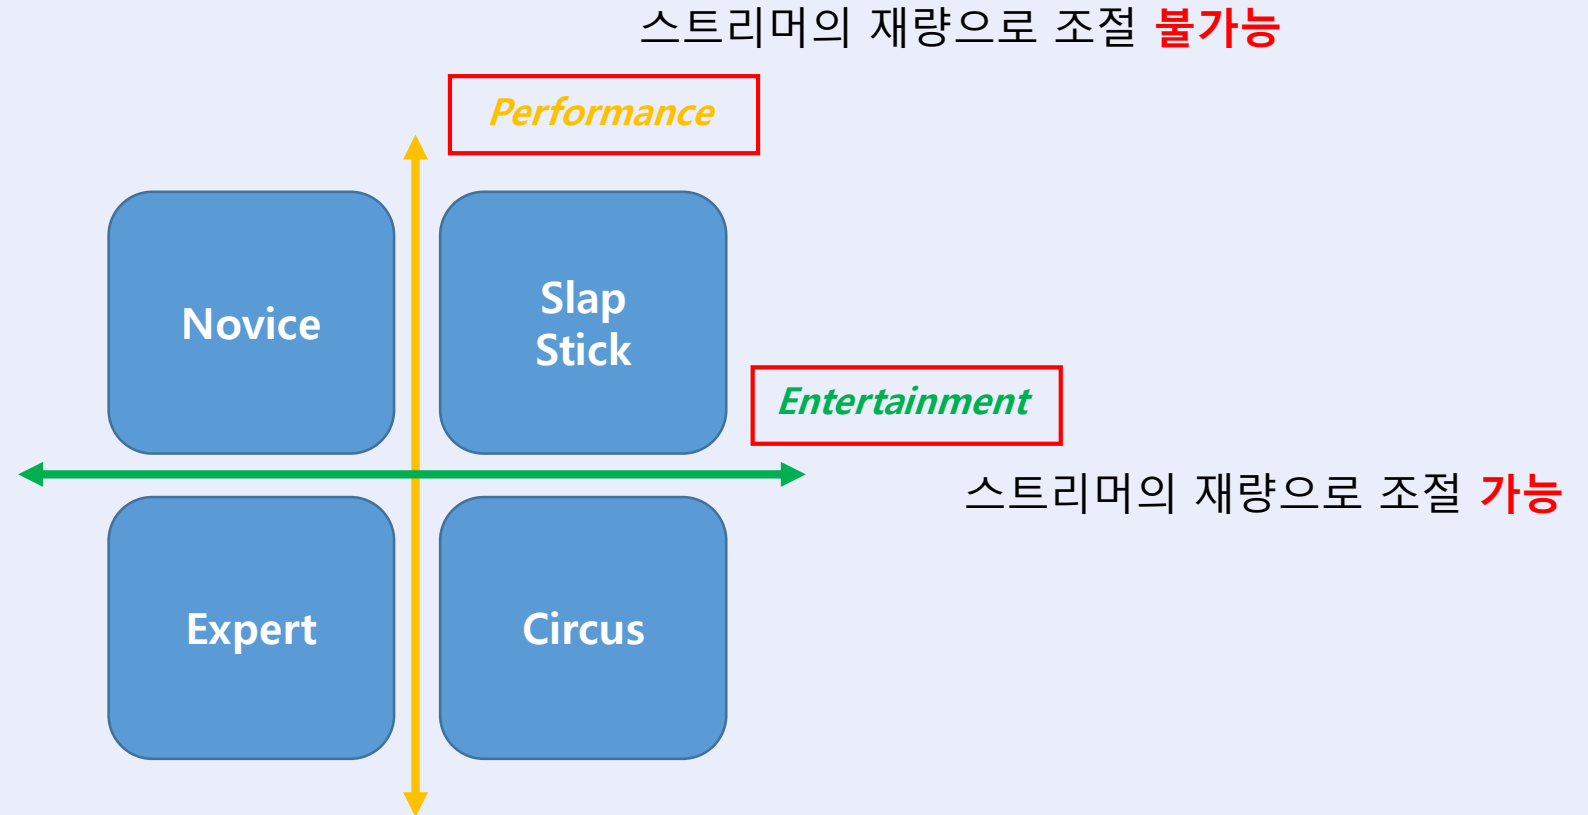 스트리머의 재량으로 조절 불가능
Performance
Novice
Slap
Stick
Entertainment
스트리머의 재량으로 조절 가능
Expert
Circus